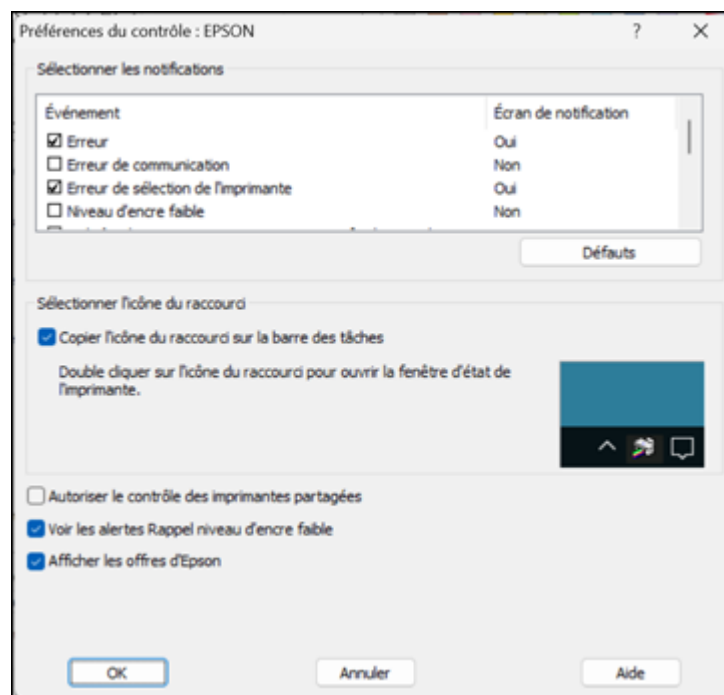 Préférences du contrôle : EPSON
?
Sélectionner les notifications
Événement Écran de notification
Erreur Oui
Erreur de communication Non
Erreur de sélection de l'imprimante Oui
Niveau d'encre faible Non
Défauts
Sélectionner l'icône du raccourci
Copier l'icône du raccourci sur la barre des tâches
Double cliquer sur l'icône du raccourci pour ouvrir la fenêtre d'état de
l'imprimante.
Autoriser le contrôle des imprimantes partagées
Voir les alertes Rappel niveau d'encre faible
Afficher les offres d'Epson
OK Annuler Aide